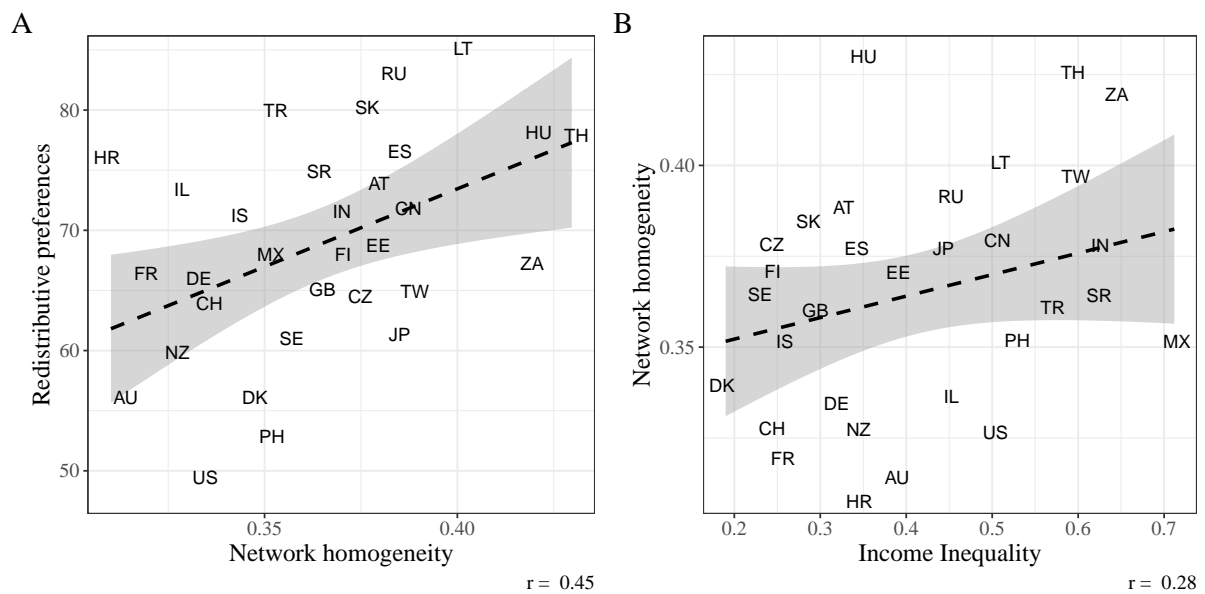 A
B
LT
RU
SK
TR
HU
TH
HR
ES
SR
IL
AT
IS
IN
CN
EE
MX
FI
ZA
FR
DE
GB
CZ
TW
CH
SE
JP
NZ
AU
DK
PH
US
80
70
60
50
0.35
0.40
Redistributive preferences
Network homogeneity
r = 0.45
HU
TH
ZA
LT
TW
RU
AT
SK
CZ
ES
JP
CN
IN
FI
EE
SE
SR
GB
TR
IS
PH
MX
DK
IL
DE
CH
NZ
US
FR
AU
HR
0.40
0.35
0.2
0.3
0.4
0.5
0.6
0.7
Network homogeneity
Income Inequality
r = 0.28